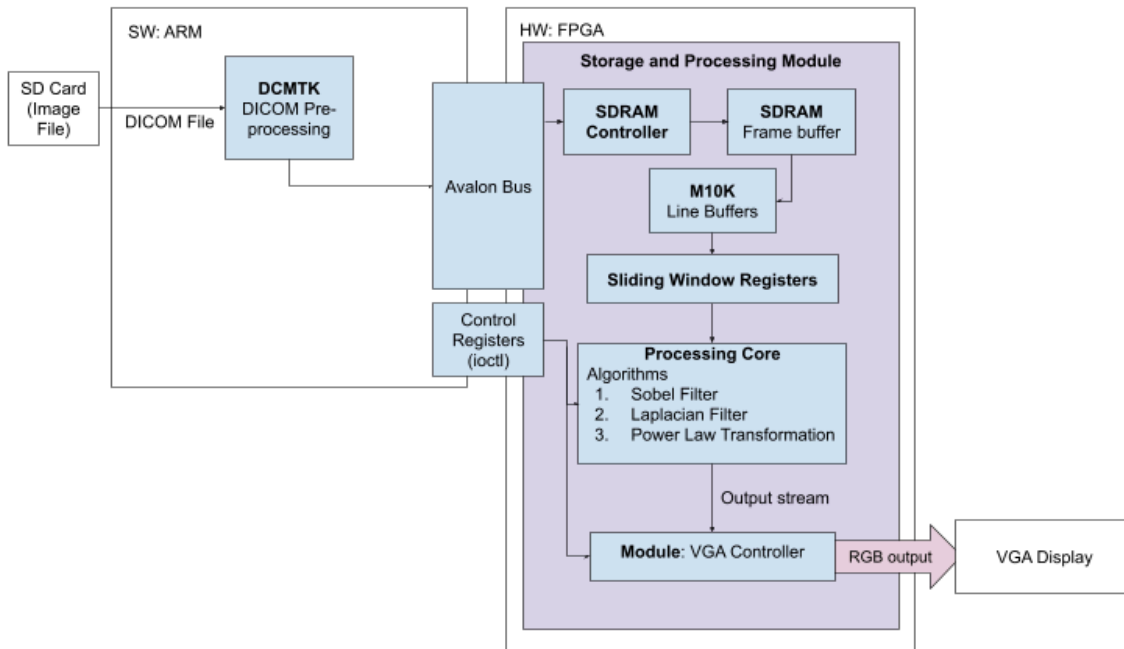 SW: ARM
HW: FPGA
Storage and Processing Module
SD Card
(Image
File)
DICOM File
DCMTK
DICOM Pre-
processing
Avalon Bus
SDRAM
Controller
SDRAM
Frame buffer
M10K
Line Buffers
Sliding Window Registers
Control
Registers
(ioctl)
Processing Core
Algorithms
1. Sobel Filter
2. Laplacian Filter
3. Power Law Transformation
Output stream
Module: VGA Controller
RGB output
VGA Display